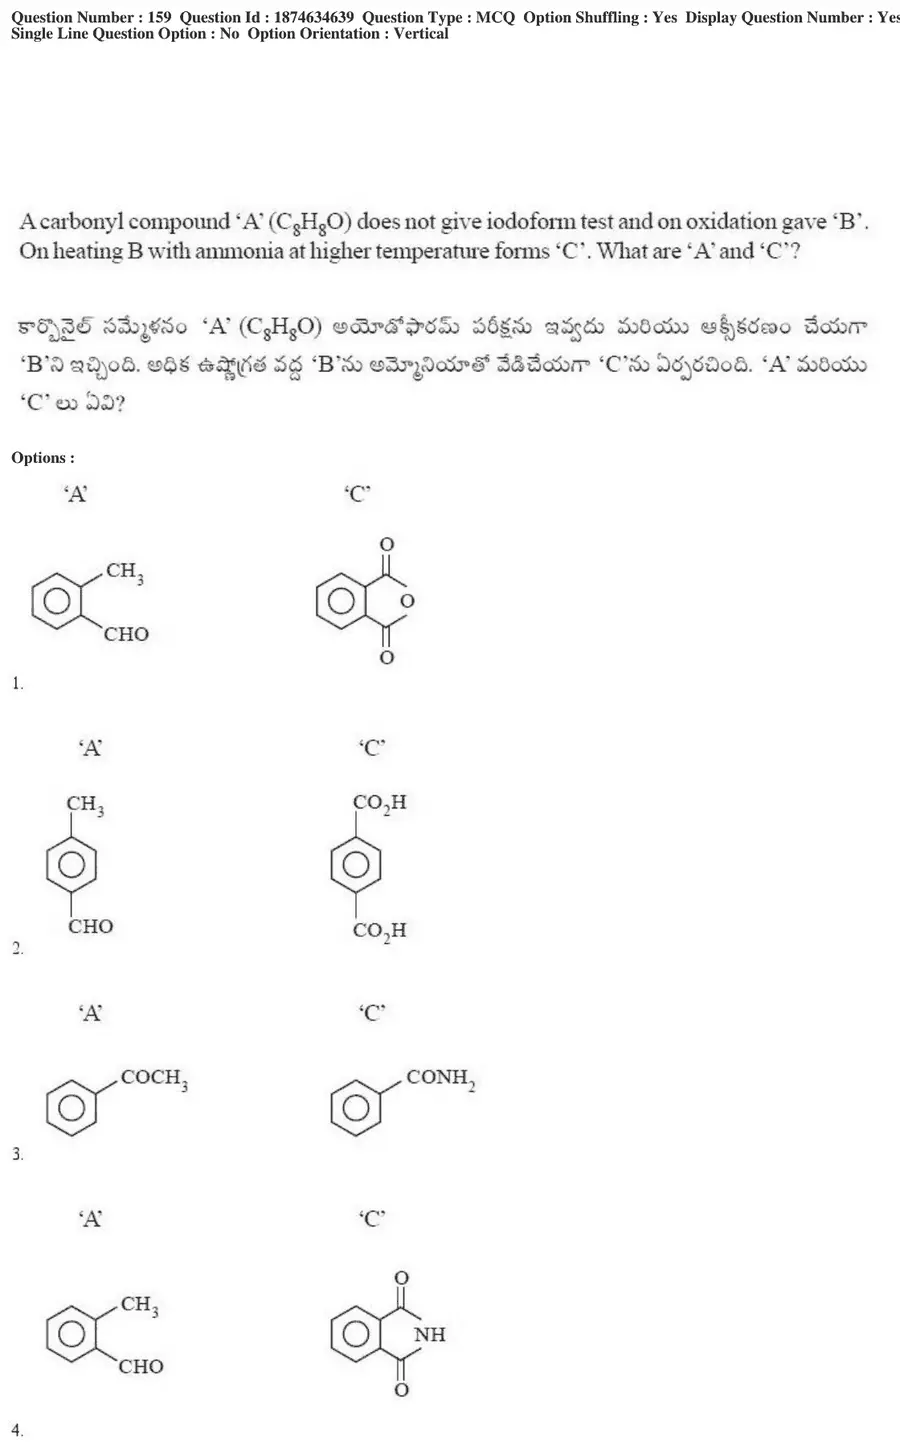 Question Number : 159 Question Id : 1874634639 Question Type : MCQ Option Shuffling : Yes Display Question Number : Yes
Single Line Question Option : No Option Orientation : Vertical
A carbonyl compound ‘A’ (C₈H₈O) does not give iodoform test and on oxidation gave ‘B’.
On heating B with ammonia at higher temperature forms ‘C’. What are ‘A’ and ‘C’?
కార్బొనైల్ సమ్మేళనం ‘A’ (C₈H₈O) అయోడోఫారమ్ పరీక్షను ఇవ్వదు మరియు ఆక్సీకరణం చేయగా
‘B’ని ఇచ్చింది. అధిక ఉష్ణోగ్రత వద్ద ‘B’ను అమ్మోనియాతో వేడిచేయగా ‘C’ను ఏర్పరచింది. ‘A’ మరియు
‘C’ లు ఏవి?
Options :
‘A’ ‘C’
O
CH₃
O
CHO
O
1.
‘A’ ‘C’
CH₃ CO₂H
CHO CO₂H
2.
‘A’ ‘C’
COCH₃ CONH₂
3.
‘A’ ‘C’
O
CH₃
NH
CHO
O
4.